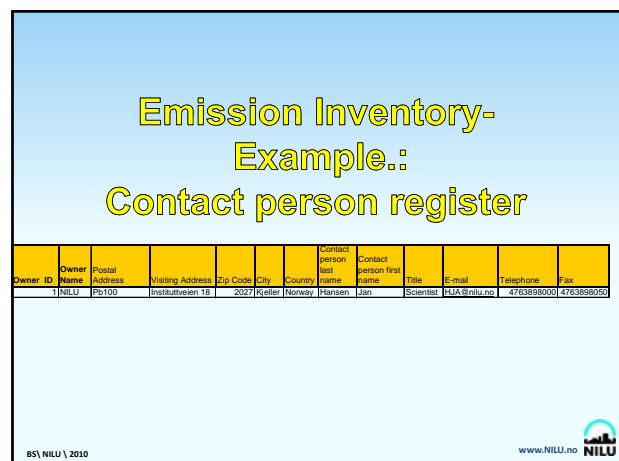 Emission Inventory-
Example.:
Contact person register
Owner ID Owner Name Postal Address Visiting Address Zip Code City Country Contact person last name Contact person first name Title E-mail Telephone Fax
1 NILU Pb100 Instituttveien 18 2027 Kjeller Norway Hansen Jan Scientist HJA@nilu.no 4763898000 4763898050
BS\ NILU \ 2010 www.NILU.no NILU